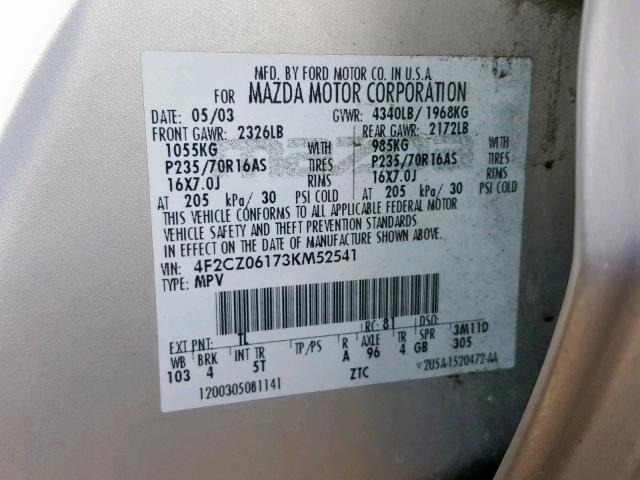 MFD. BY FORD MOTOR CO. IN U.S.A.
FOR MAZDA MOTOR CORPORATION
DATE: 05/03 GVWR: 4340LB/ 1968KG
FRONT GAWR: 2326LB REAR GAWR: 2172LB
1055KG WITH 985KG WITH
P235/70R16AS TIRES P235/70R16AS TIRES
16X7.0J RIMS 16X7.0J RIMS
AT 205 kPa/ 30 PSI COLD AT 205 kPa/ 30 PSI COLD
THIS VEHICLE CONFORMS TO ALL APPLICABLE FEDERAL MOTOR
VEHICLE SAFETY AND THEFT PREVENTION STANDARDS
IN EFFECT ON THE DATE OF MANUFACTURE SHOWN ABOVE.
VIN: 4F2CZ06173KM52541
TYPE: MPV
EXT PNT: TL RC: 81 DSO:
WB BRK INT TR TP/PS R AXLE TR SPR 3M11D
103 4 5T A 96 4 GB 305
1200305081141 ZTC v2U5A-1520472-AA